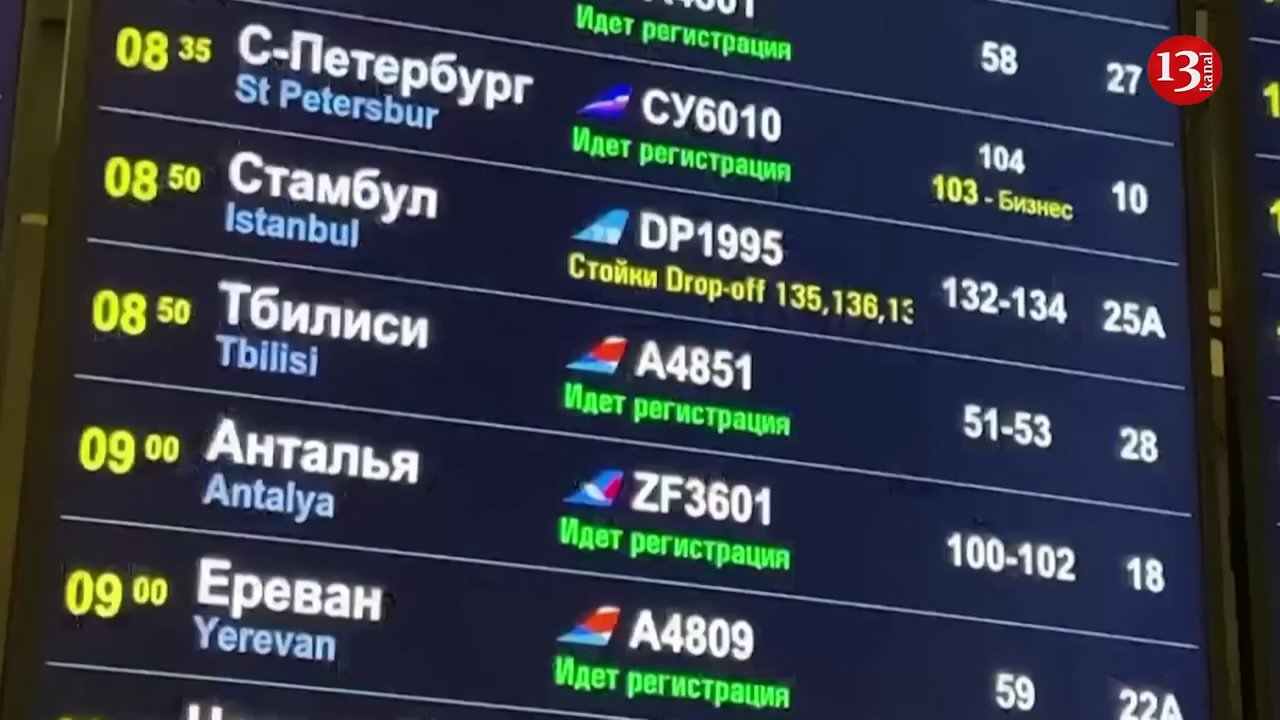 Идет регистрация 58 27
08 35 С-Петербург СУ6010 104 10
St Petersbur Идет регистрация 103 - Бизнес
08 50 Стамбул DP1995 132-134 25A
Istanbul Стойки Drop-off 135,136,13
08 50 Тбилиси A4851 51-53 28
Tbilisi Идет регистрация
09 00 Анталья ZF3601 100-102 18
Antalya Идет регистрация
09 00 Ереван A4809 59 22A
Yerevan Идет регистрация
13 kanal